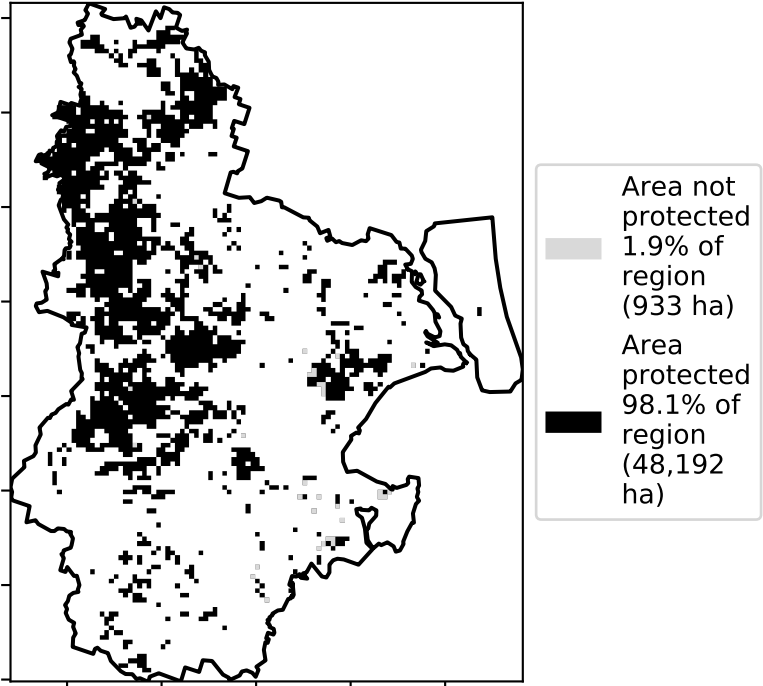 Area not
protected
1.9% of
region
(933 ha)
Area
protected
98.1% of
region
(48,192
ha)